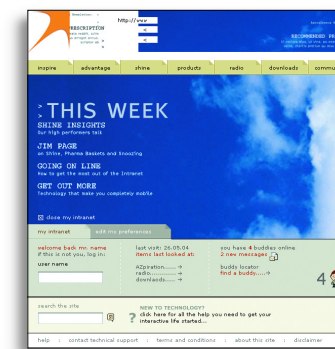 http://www
RECOMMENDED PR
inspire advantage shine products radio downloads commu
> THIS WEEK
SHINE INSIGHTS
Our high performers talk
JIM PAGE
on Shine, Pharma Baskets and Snoozing
GOING ON LINE
How to get the most out of the Intranet
GET OUT MORE
Technology that make you completely mobile
close my intranet
my intranet edit my preferences
welcome back mr. name
if this is not you, log in:
user name
last visit: 26.05.04
items last looked at:
AZpiration......
radio.............
downloads.....
you have 4 buddies online
2 new messages
buddy locator
find a buddy.....
4
search the site
? NEW TO TECHNOLOGY?
click here for all the help you need to get your
interactive life started...
help | contact technical support | terms and conditions | about this site | disclaimer